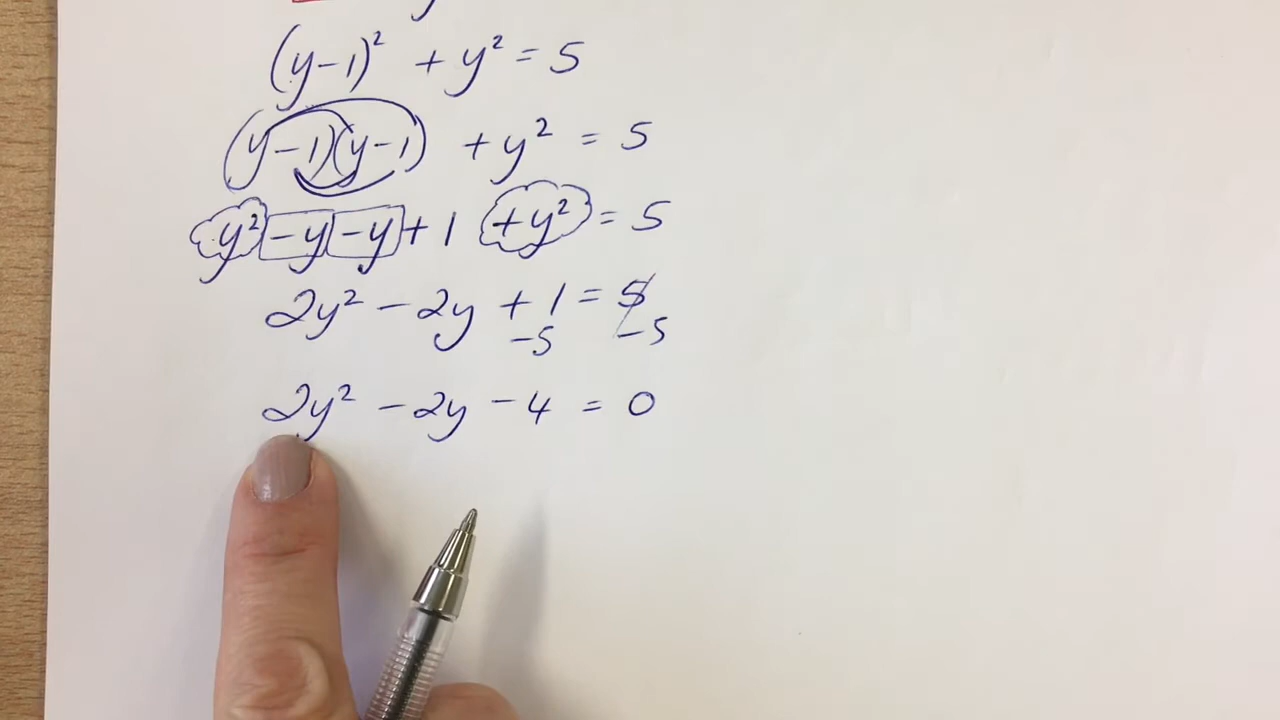 (y-1)² + y² = 5
(y-1)(y-1) + y² = 5
y² -y -y + 1 + y² = 5
2y² - 2y + 1 = 5
-5 -5
2y² - 2y - 4 = 0